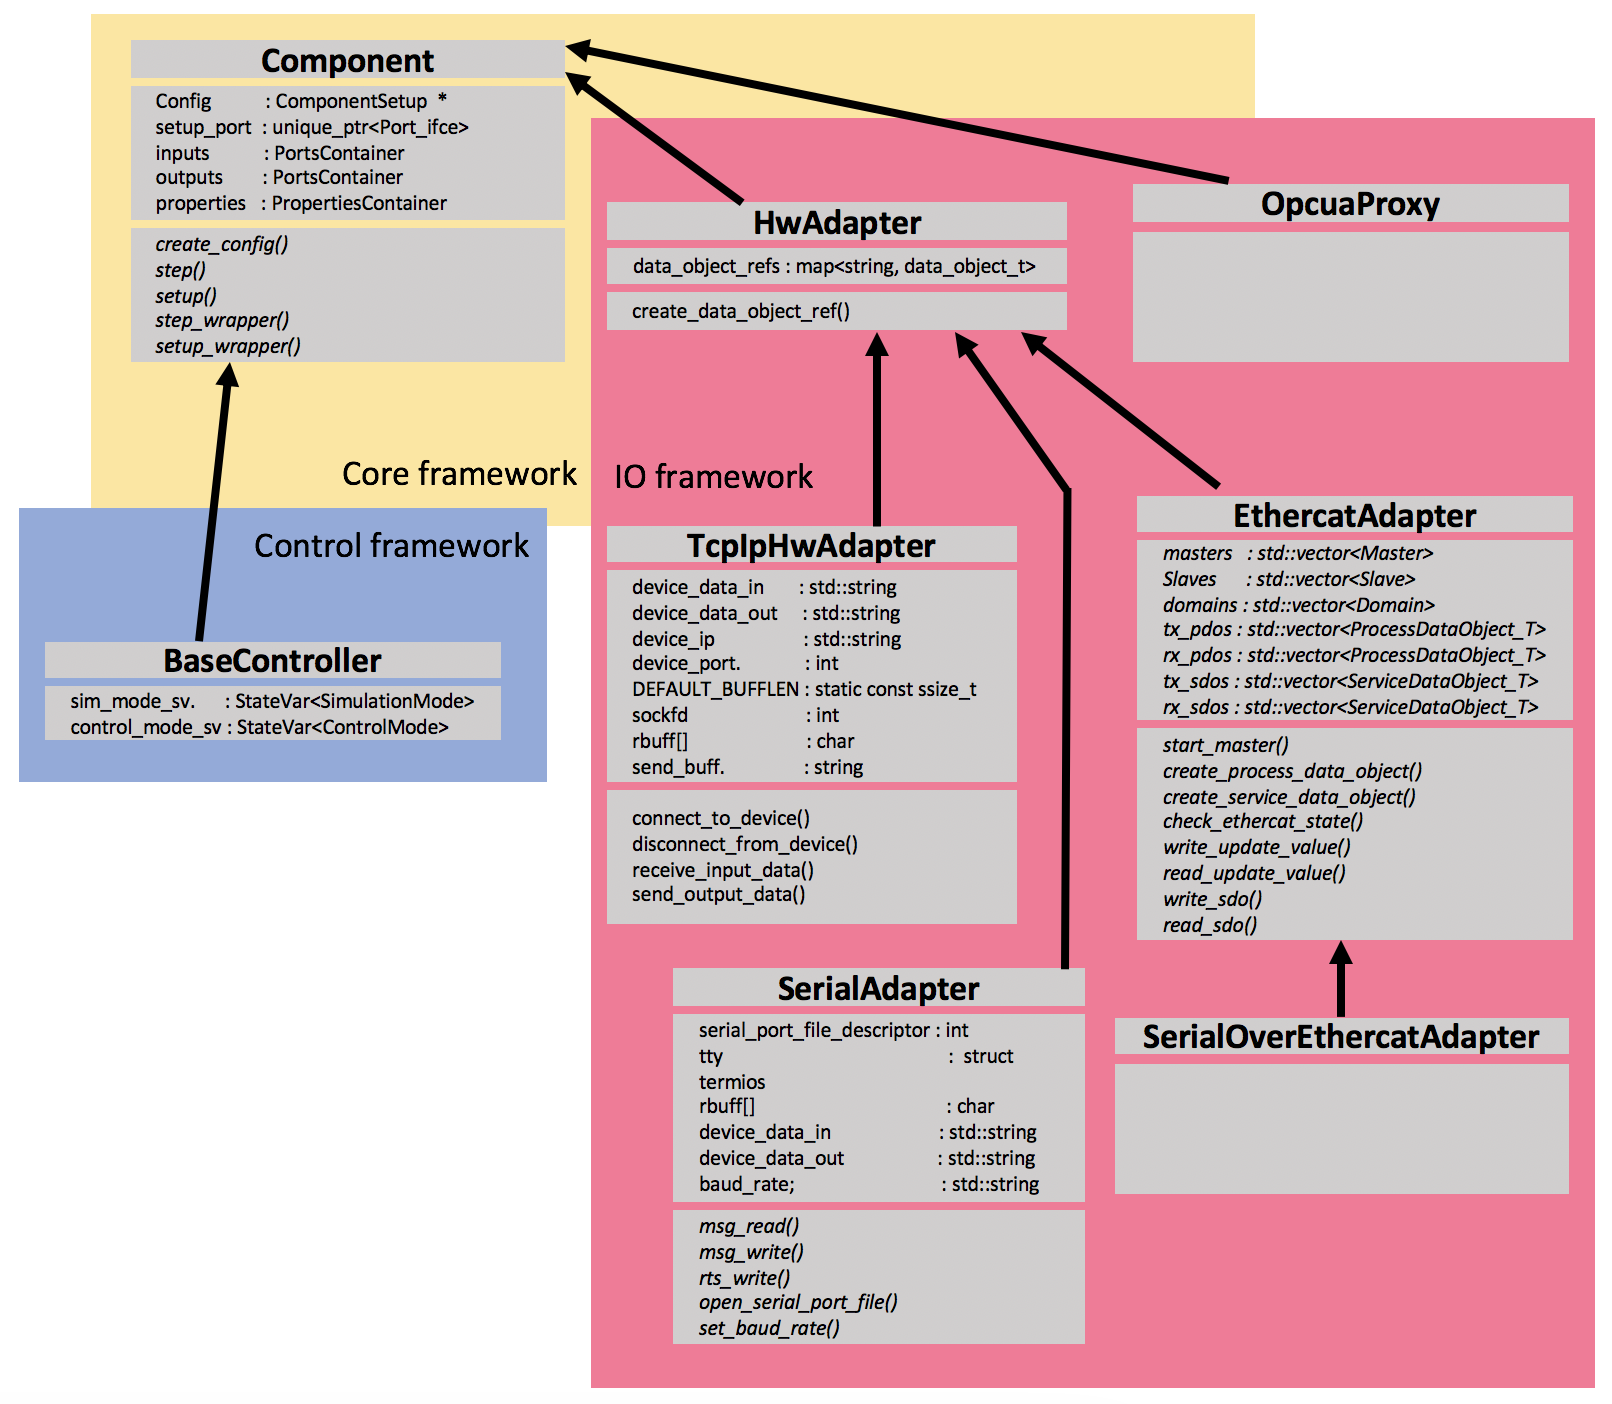 Component
Config : ComponentSetup *
setup_port : unique_ptr<Port_ifce>
inputs : PortsContainer
outputs : PortsContainer
properties : PropertiesContainer
create_config()
step()
setup()
step_wrapper()
setup_wrapper()
Core framework
Control framework
BaseController
sim_mode_sv. : StateVar<SimulationMode>
control_mode_sv : StateVar<ControlMode>
IO framework
HwAdapter
data_object_refs : map<string, data_object_t>
create_data_object_ref()
OpcuaProxy
TcpIpHwAdapter
device_data_in : std::string
device_data_out : std::string
device_ip : std::string
device_port. : int
DEFAULT_BUFFLEN : static const ssize_t
sockfd : int
rbuff[] : char
send_buff. : string
connect_to_device()
disconnect_from_device()
receive_input_data()
send_output_data()
EthercatAdapter
masters : std::vector<Master>
Slaves : std::vector<Slave>
domains : std::vector<Domain>
tx_pdos : std::vector<ProcessDataObject_T>
rx_pdos : std::vector<ProcessDataObject_T>
tx_sdos : std::vector<ServiceDataObject_T>
rx_sdos : std::vector<ServiceDataObject_T>
start_master()
create_process_data_object()
create_service_data_object()
check_ethercat_state()
write_update_value()
read_update_value()
write_sdo()
read_sdo()
SerialAdapter
serial_port_file_descriptor : int
tty : struct
termios
rbuff[] : char
device_data_in : std::string
device_data_out : std::string
baud_rate; : std::string
msg_read()
msg_write()
rts_write()
open_serial_port_file()
set_baud_rate()
SerialOverEthercatAdapter